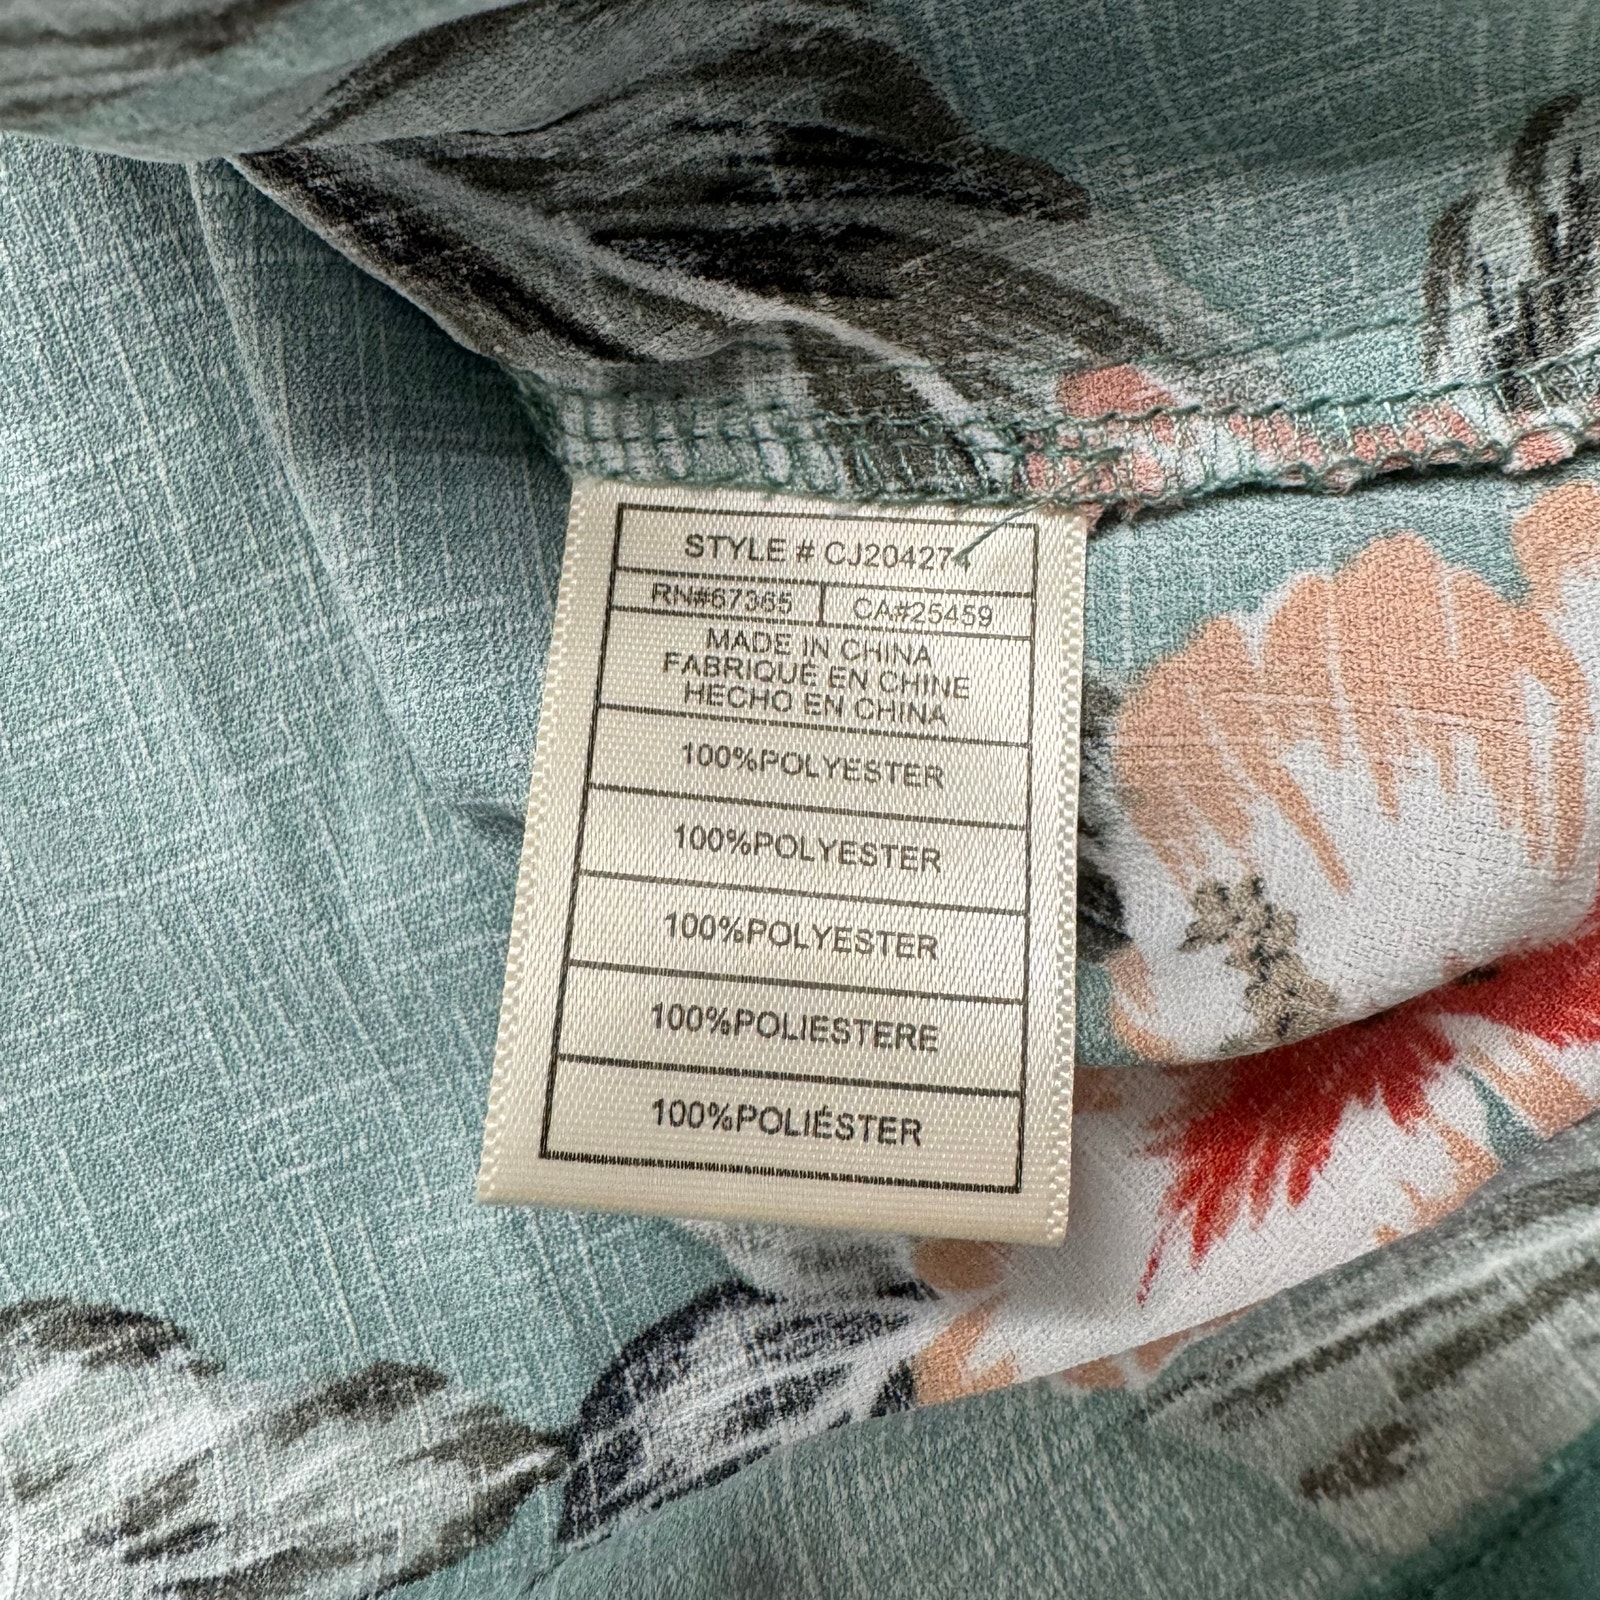 STYLE # CJ204274
RN#67365 CA#25459
MADE IN CHINA
FABRIQUÉ EN CHINE
HECHO EN CHINA
100%POLYESTER
100%POLYESTER
100%POLYESTER
100%POLIESTERE
100%POLIÉSTER